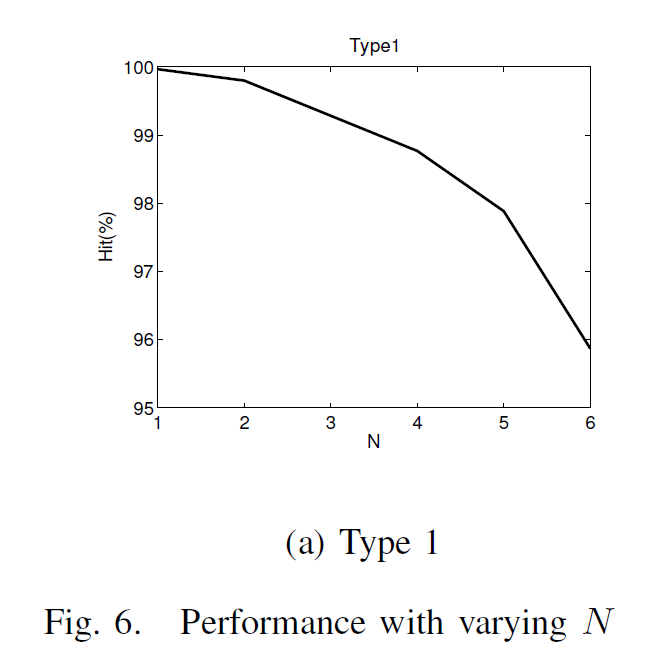 Type1
100
99
98
97
96
95
Hit(%)
1 2 3 4 5 6
N
(a) Type 1
Fig. 6. Performance with varying N